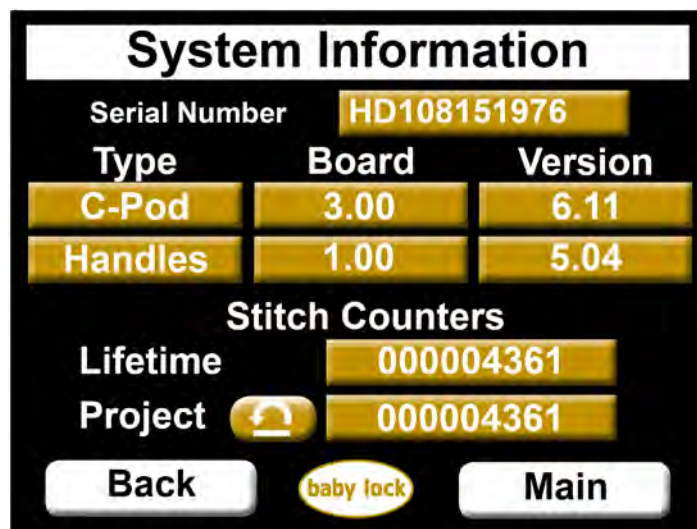 System Information
Serial Number HD108151976
Type Board Version
C-Pod 3.00 6.11
Handles 1.00 5.04
Stitch Counters
Lifetime 000004361
Project 000004361
Back baby lock Main